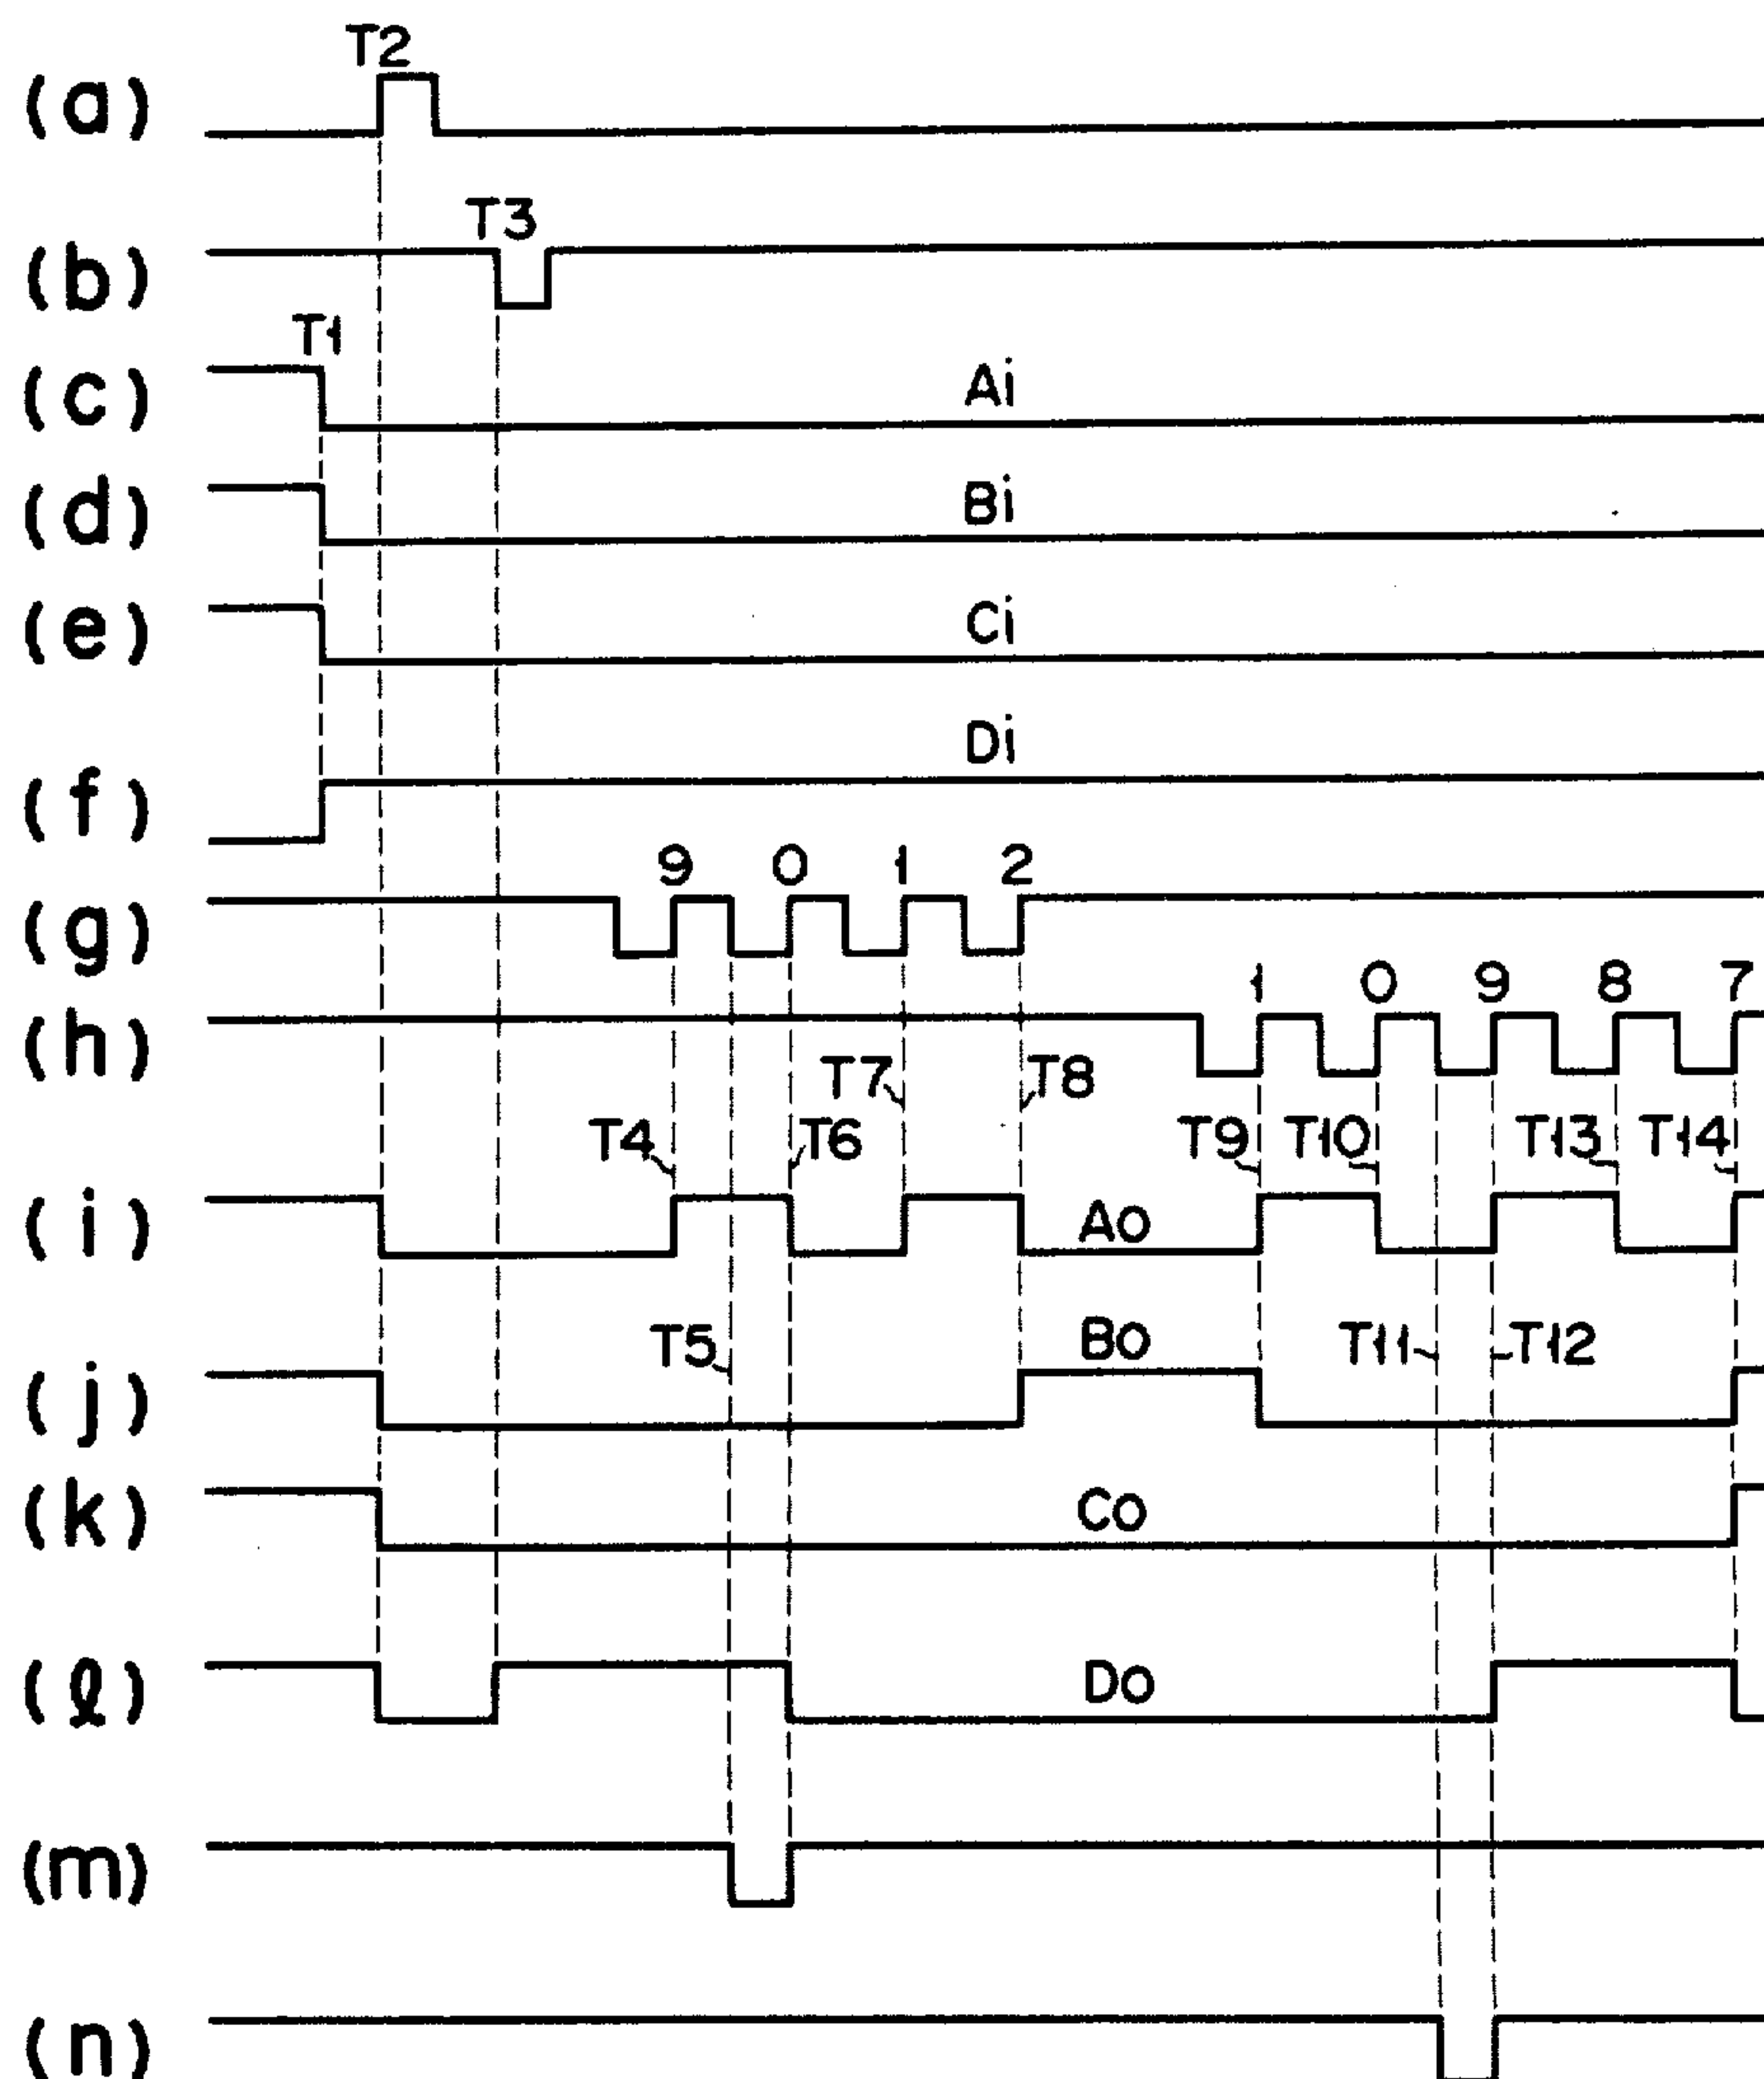 T2
(a)
T3
(b)
T1
(c) Ai
(d) Bi
(e) Ci
Di
(f)
9 0 1 2
(g)
1 0 9 8 7
(h)
T7 T8
T4 T6 T9 T10 T13 T14
(i) Ao
T5 Bo T11 T12
(j)
(k) Co
(ℓ) Do
(m)
(n)